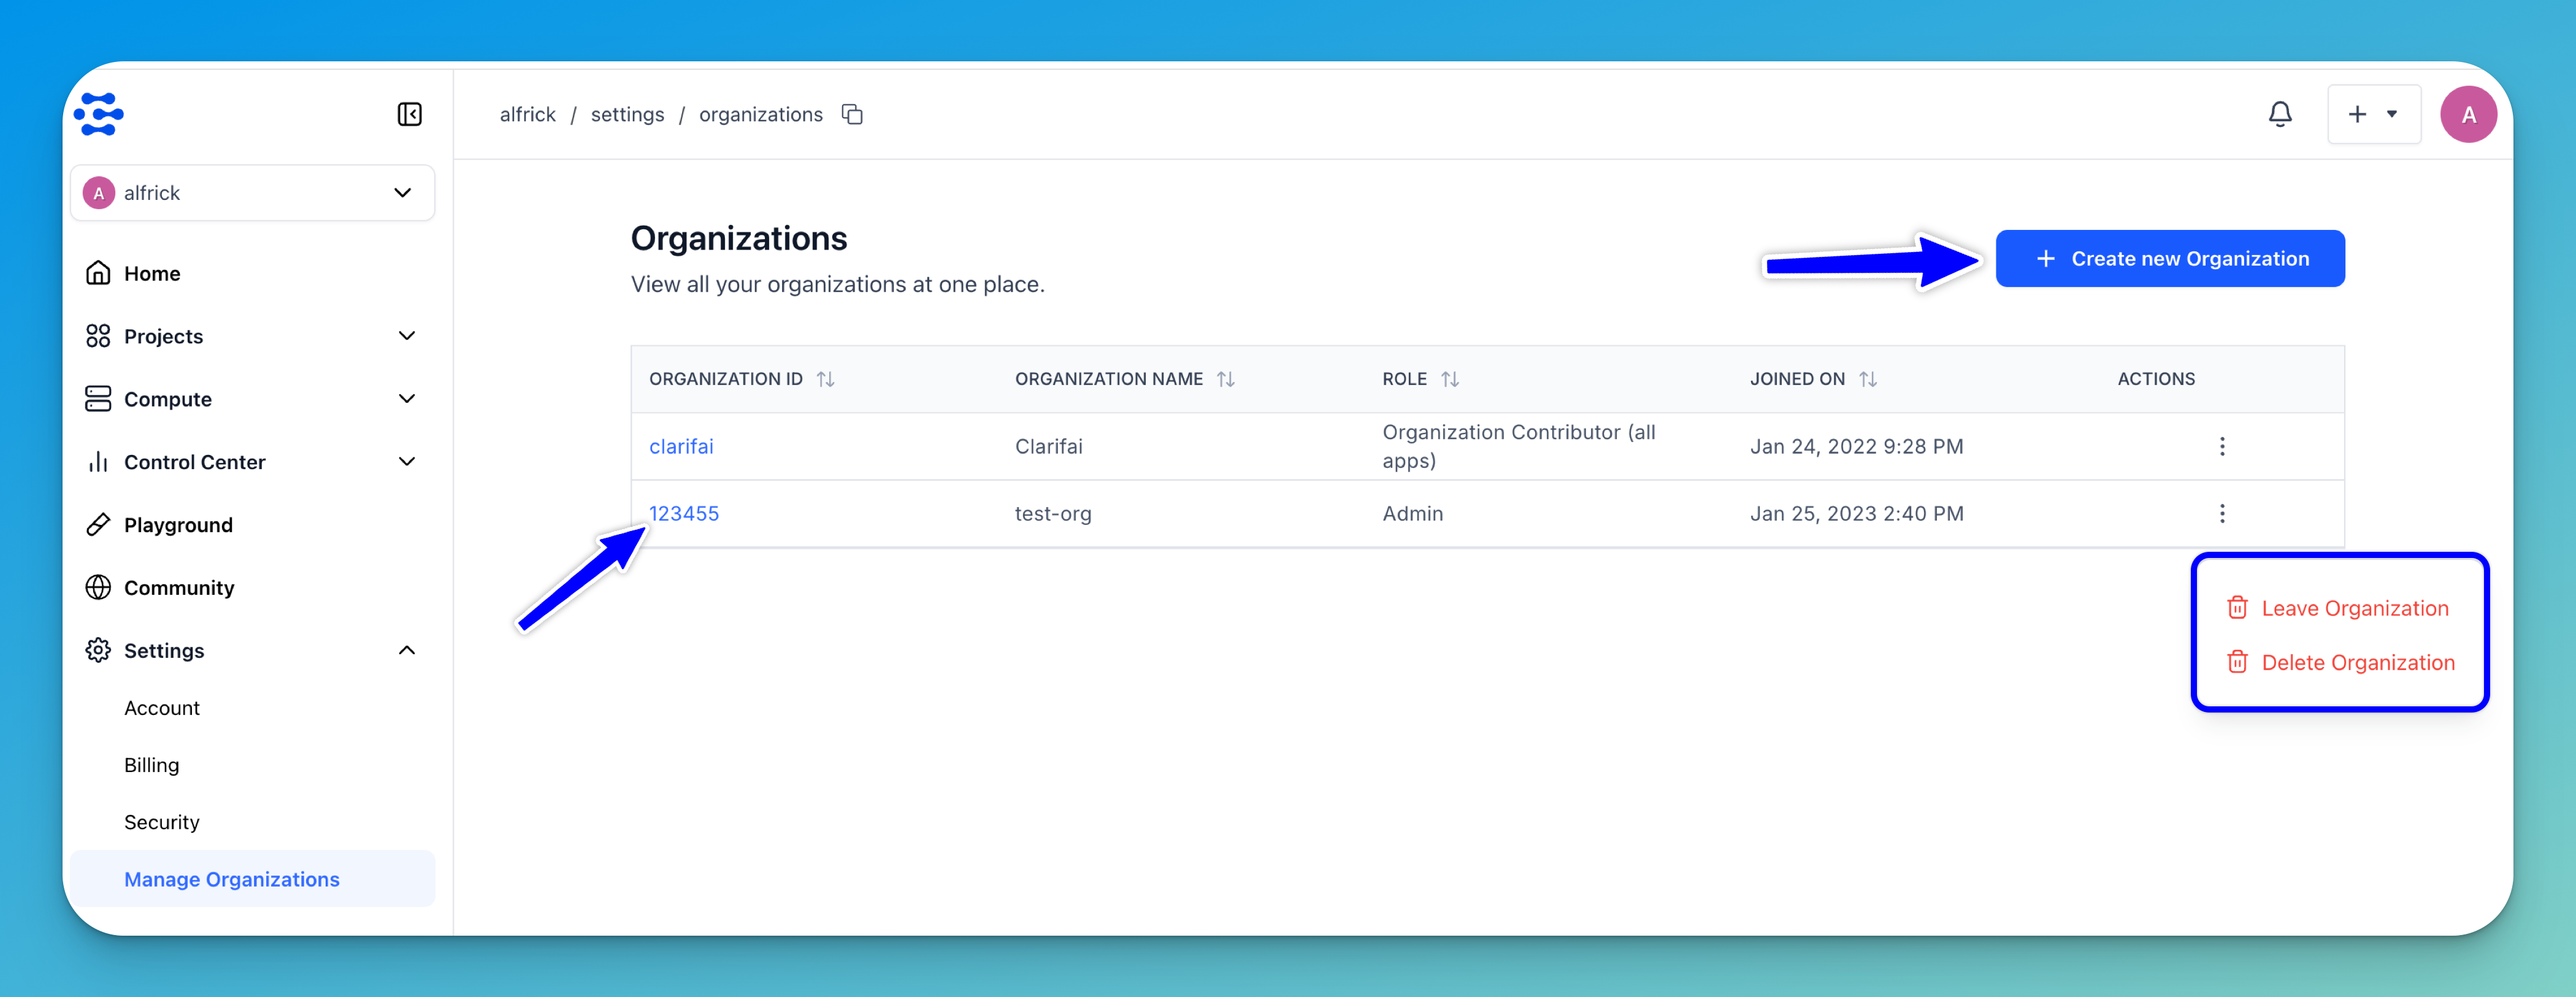 alfrick / settings / organizations
A
A alfrick
Home
Projects
Compute
Control Center
Playground
Community
Settings
Account
Billing
Security
Manage Organizations
Organizations
View all your organizations at one place.
+ Create new Organization
ORGANIZATION ID ORGANIZATION NAME ROLE JOINED ON ACTIONS
clarifai Clarifai Organization Contributor (all apps) Jan 24, 2022 9:28 PM
123455 test-org Admin Jan 25, 2023 2:40 PM
Leave Organization
Delete Organization